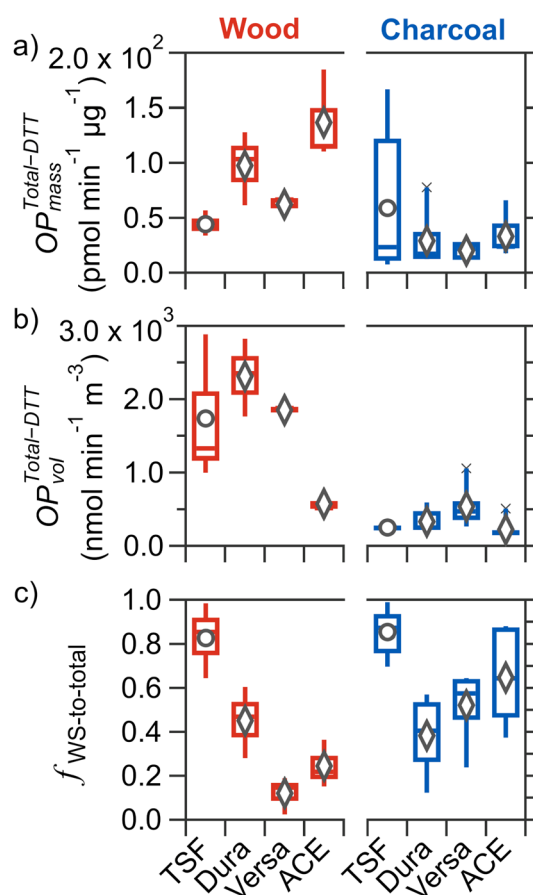 Wood Charcoal
a) 2.0 x 10²
1.5
1.0
0.5
0.0
OP Total−DTT mass
(pmol min⁻¹ µg⁻¹)
b) 3.0 x 10³
2.0
1.0
0.0
OP Total−DTT vol
(nmol min⁻¹ m⁻³)
c) 1.0
0.8
0.6
0.4
0.2
0.0
f WS-to-total
TSF Dura Versa ACE TSF Dura Versa ACE